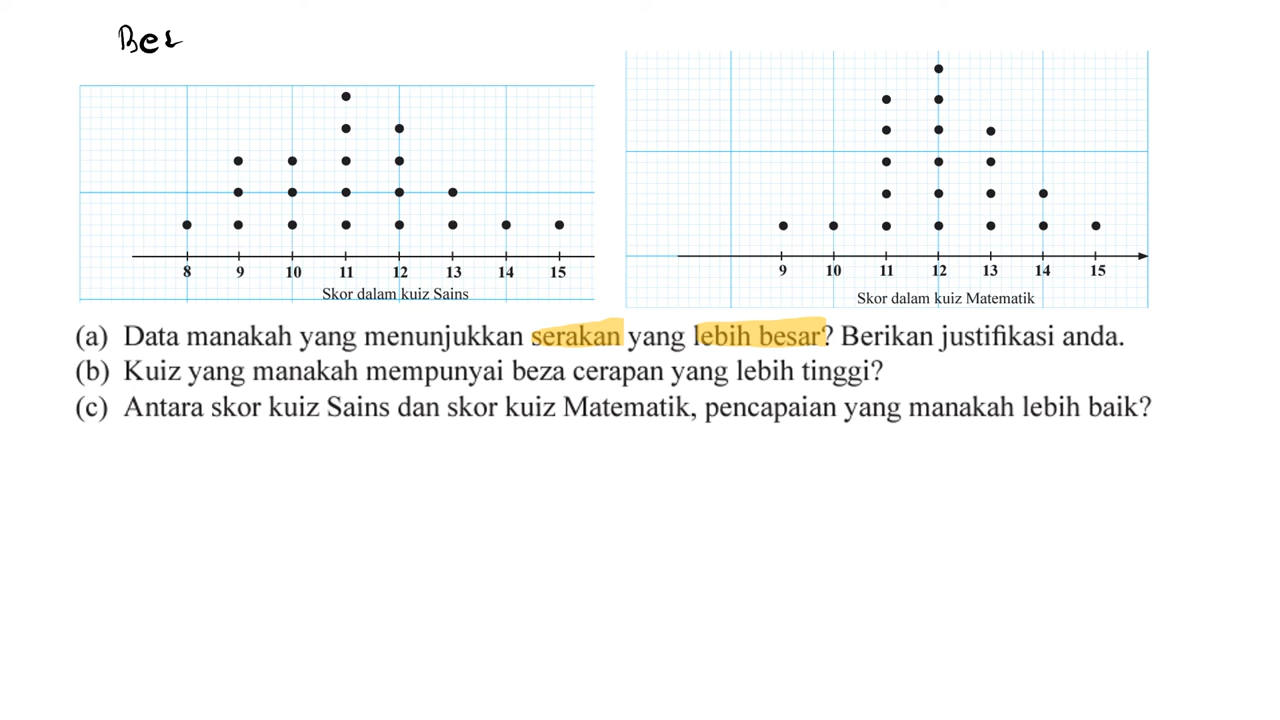 Bez
8 9 10 11 12 13 14 15
Skor dalam kuiz Sains
9 10 11 12 13 14 15
Skor dalam kuiz Matematik
(a) Data manakah yang menunjukkan serakan yang lebih besar? Berikan justifikasi anda.
(b) Kuiz yang manakah mempunyai beza cerapan yang lebih tinggi?
(c) Antara skor kuiz Sains dan skor kuiz Matematik, pencapaian yang manakah lebih baik?